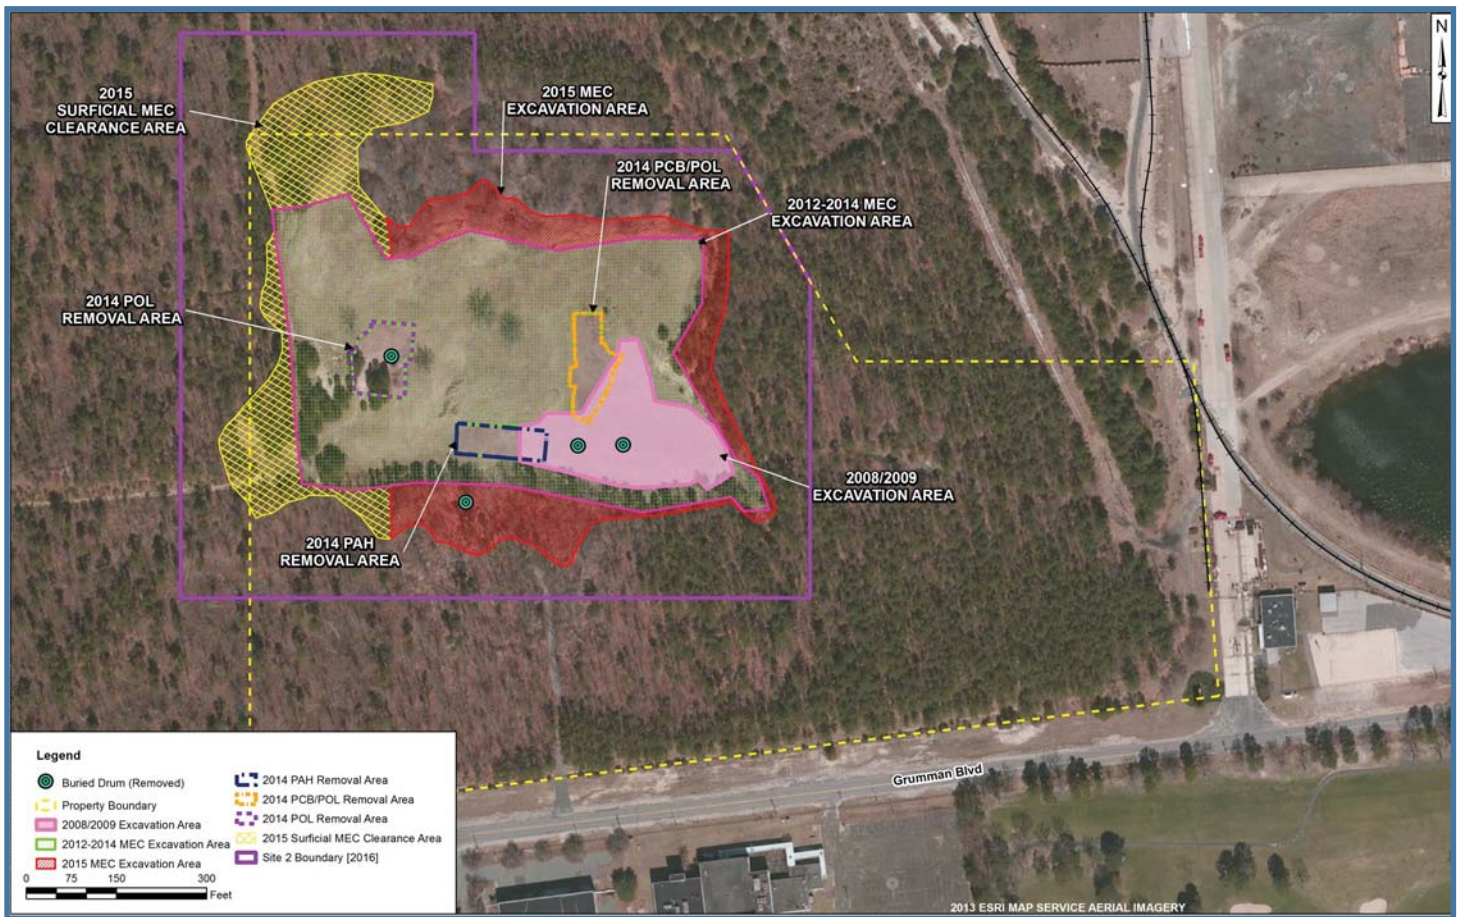 N
2015
SURFICIAL MEC
CLEARANCE AREA
2015 MEC
EXCAVATION AREA
2014 PCB/POL
REMOVAL AREA
2012-2014 MEC
EXCAVATION AREA
2014 POL
REMOVAL AREA
2008/2009
EXCAVATION AREA
2014 PAH
REMOVAL AREA
Grumman Blvd
Legend
Buried Drum (Removed)
Property Boundary
2008/2009 Excavation Area
2012-2014 MEC Excavation Area
2015 MEC Excavation Area
2014 PAH Removal Area
2014 PCB/POL Removal Area
2014 POL Removal Area
2015 Surficial MEC Clearance Area
Site 2 Boundary [2016]
0 75 150 300
Feet
2013 ESRI MAP SERVICE AERIAL IMAGERY